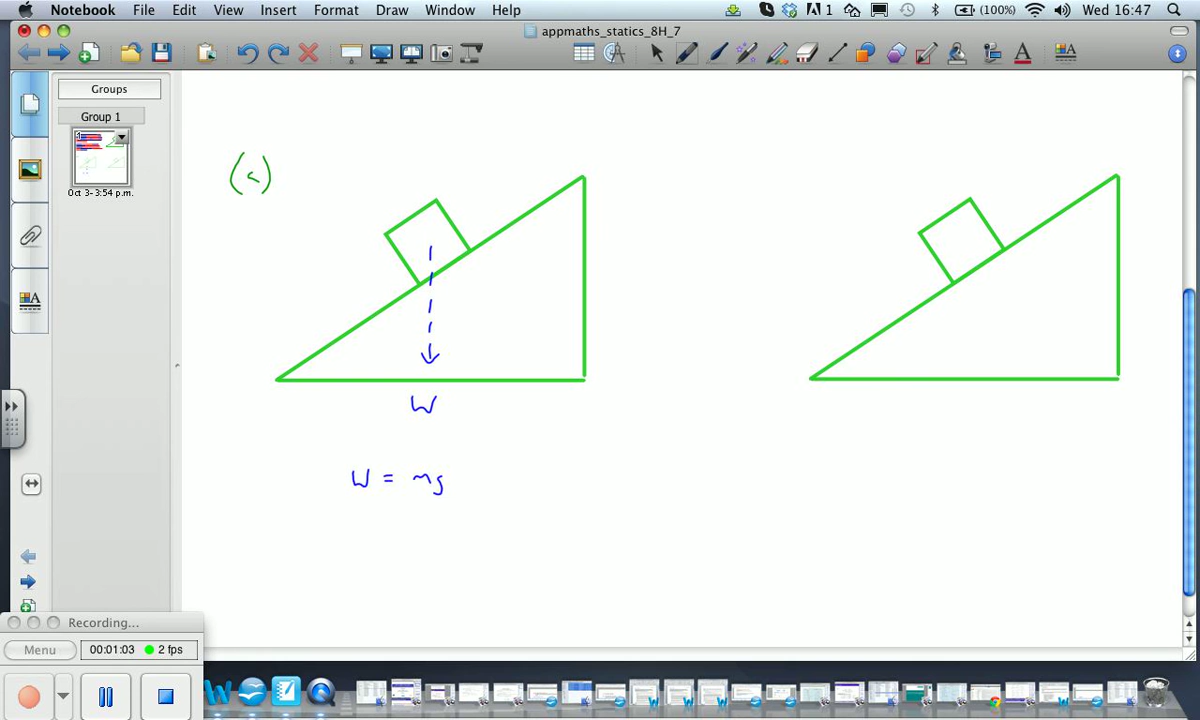 Notebook File Edit View Insert Format Draw Window Help
1 (100%) Wed 16:47
appmaths_statics_8H_7
Groups
Group 1
Oct 3-3:54 p.m.
W
W = mg
Recording...
Menu 00:01:03 2 fps